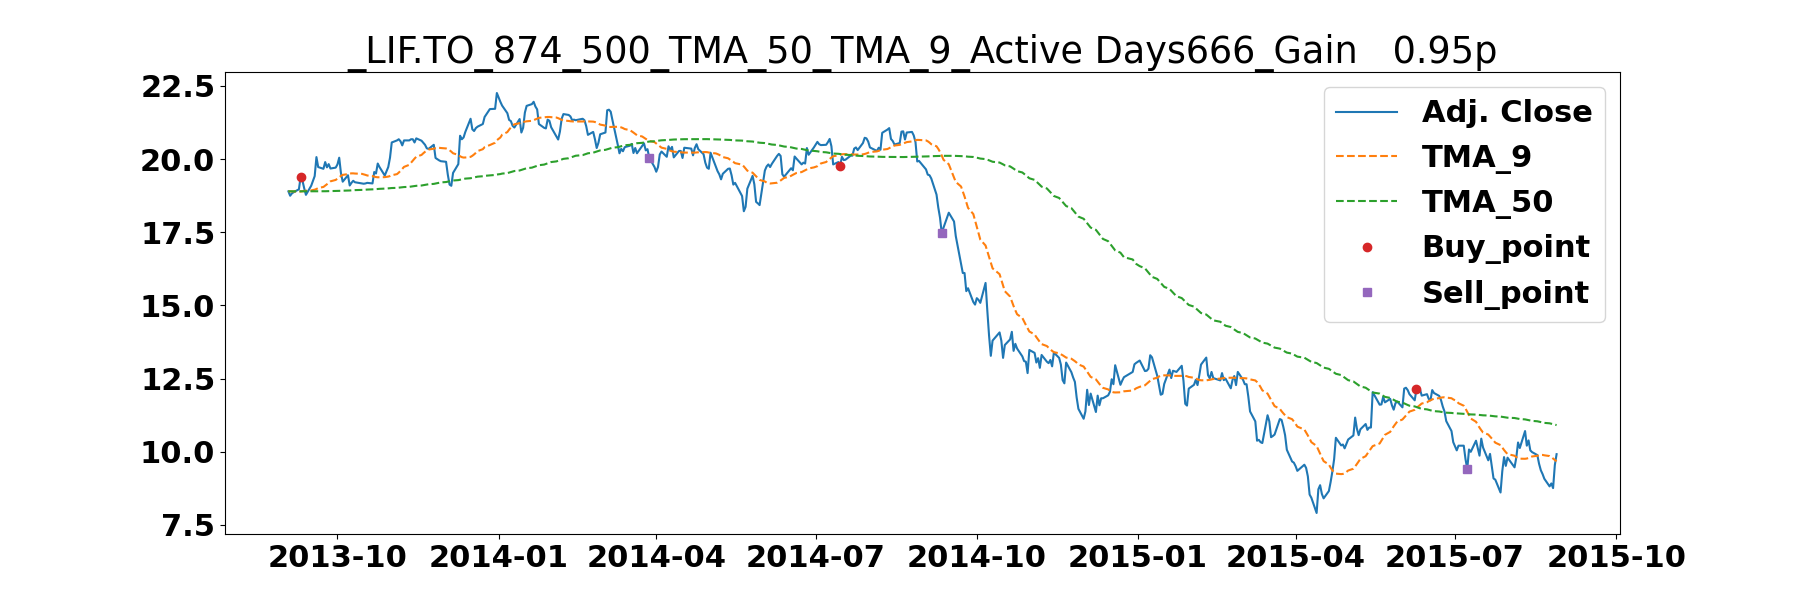 _LIF.TO_874_500_TMA_50_TMA_9_Active Days666_Gain   0.95p
22.5
20.0
17.5
15.0
12.5
10.0
7.5
Adj. Close
TMA_9
TMA_50
Buy_point
Sell_point
2013-10 2014-01 2014-04 2014-07 2014-10 2015-01 2015-04 2015-07 2015-10